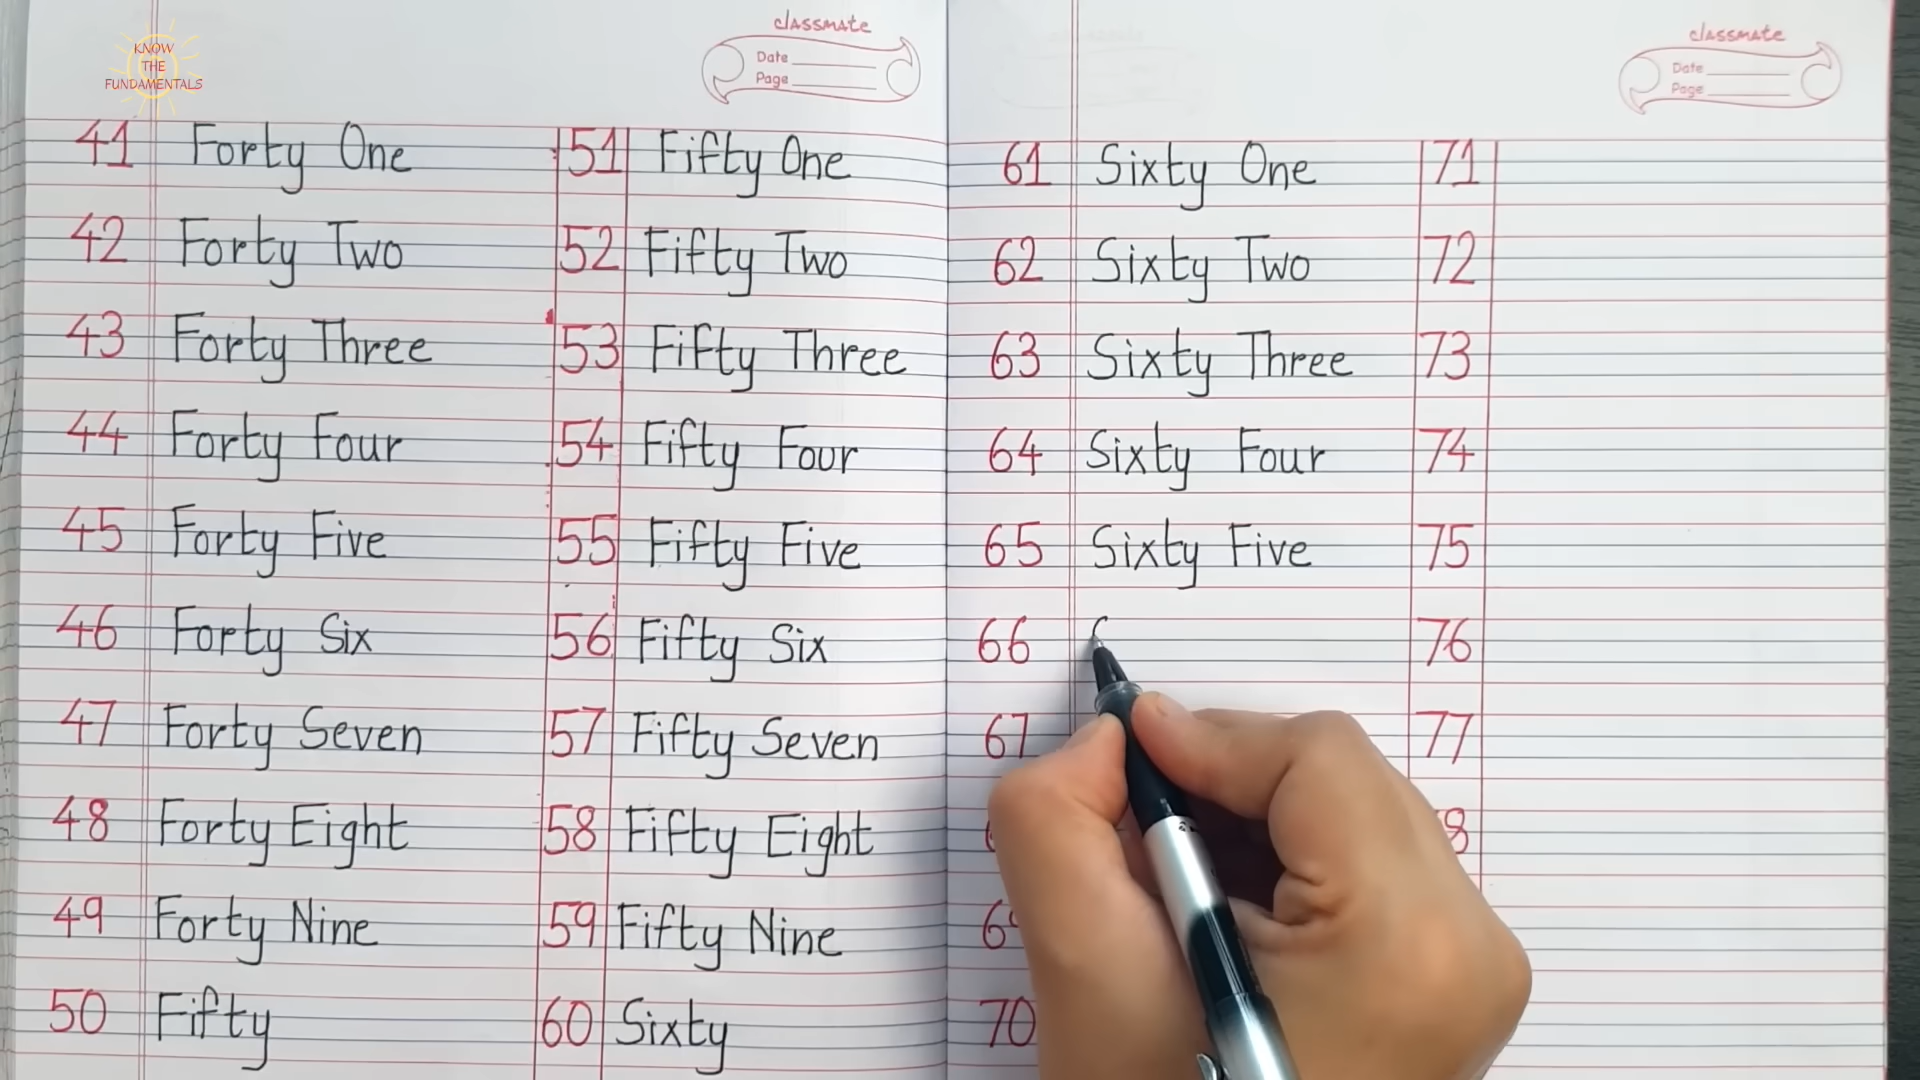 KNOW
THE
FUNDAMENTALS
classmate
Date
Page
classmate
Date
Page
41 Forty One 51 Fifty One 61 Sixty One 71
42 Forty Two 52 Fifty Two 62 Sixty Two 72
43 Forty Three 53 Fifty Three 63 Sixty Three 73
44 Forty Four 54 Fifty Four 64 Sixty Four 74
45 Forty Five 55 Fifty Five 65 Sixty Five 75
46 Forty Six 56 Fifty Six 66 76
47 Forty Seven 57 Fifty Seven 67 77
48 Forty Eight 58 Fifty Eight
49 Forty Nine 59 Fifty Nine
50 Fifty 60 Sixty 70